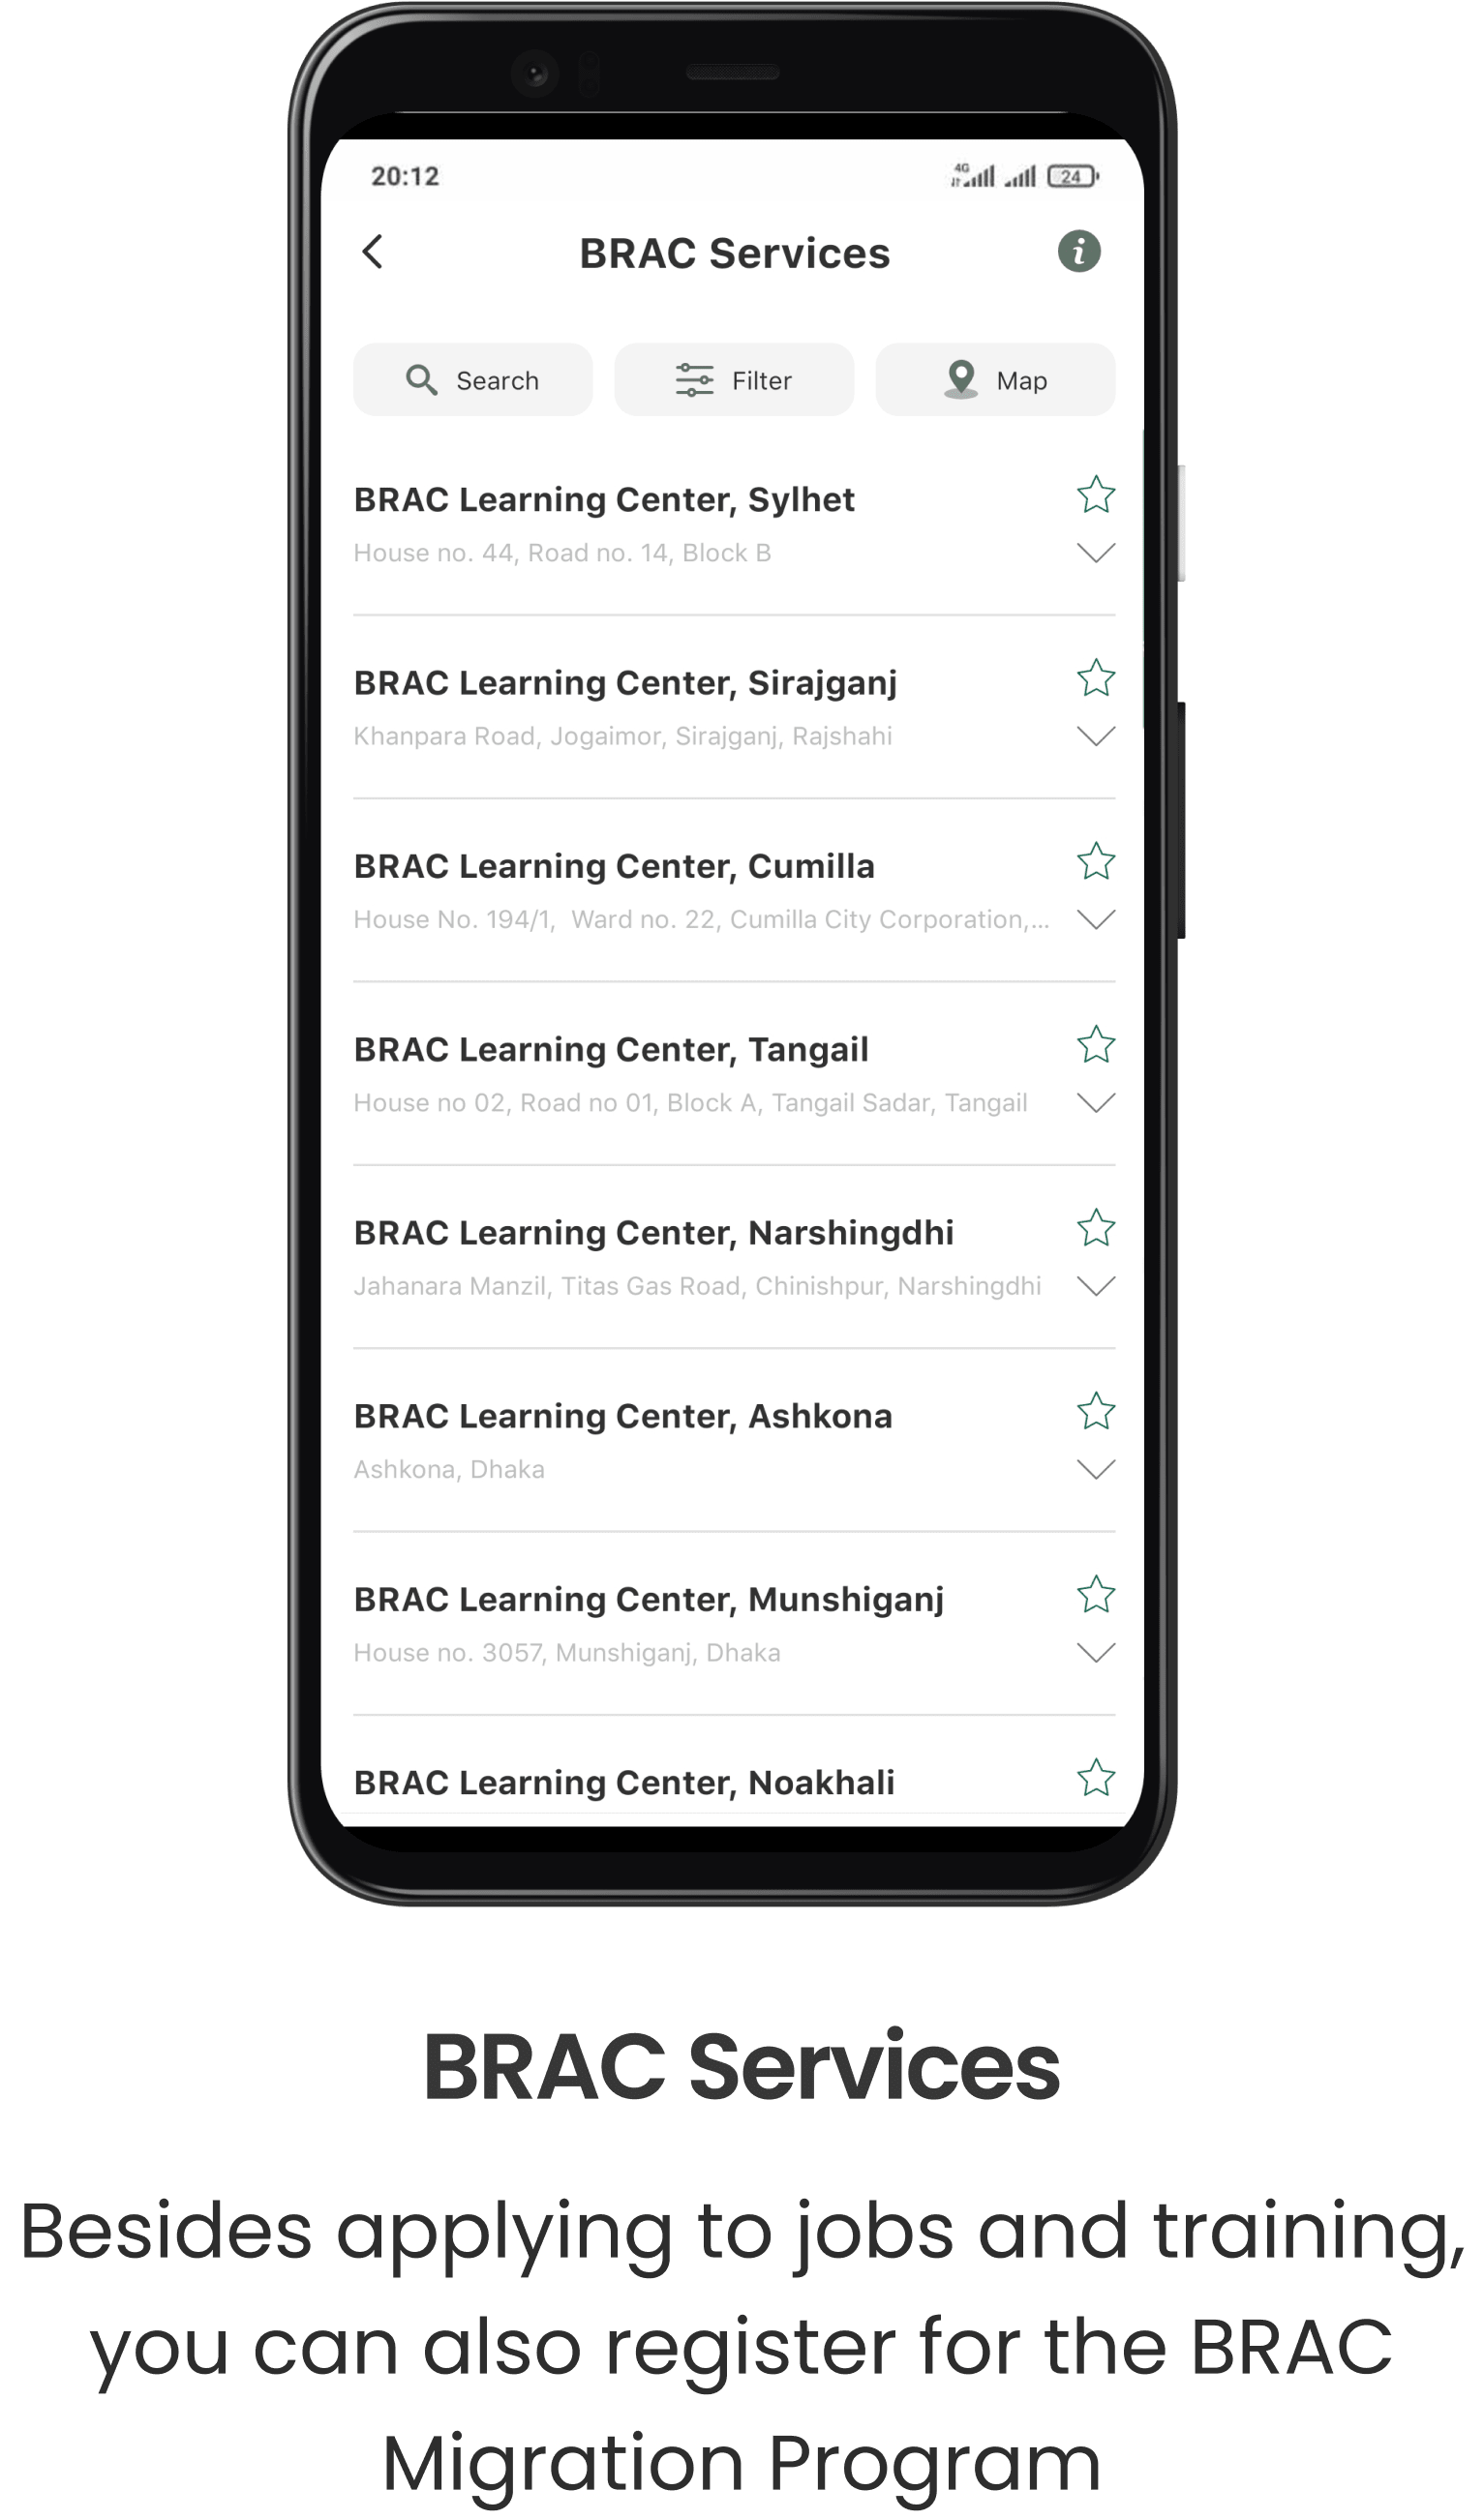 20:12
4G 24
BRAC Services
Search Filter Map
BRAC Learning Center, Sylhet
House no. 44, Road no. 14, Block B
BRAC Learning Center, Sirajganj
Khanpara Road, Jogaimor, Sirajganj, Rajshahi
BRAC Learning Center, Cumilla
House No. 194/1,  Ward no. 22, Cumilla City Corporation,...
BRAC Learning Center, Tangail
House no 02, Road no 01, Block A, Tangail Sadar, Tangail
BRAC Learning Center, Narshingdhi
Jahanara Manzil, Titas Gas Road, Chinishpur, Narshingdhi
BRAC Learning Center, Ashkona
Ashkona, Dhaka
BRAC Learning Center, Munshiganj
House no. 3057, Munshiganj, Dhaka
BRAC Learning Center, Noakhali
BRAC Services
Besides applying to jobs and training,
you can also register for the BRAC
Migration Program